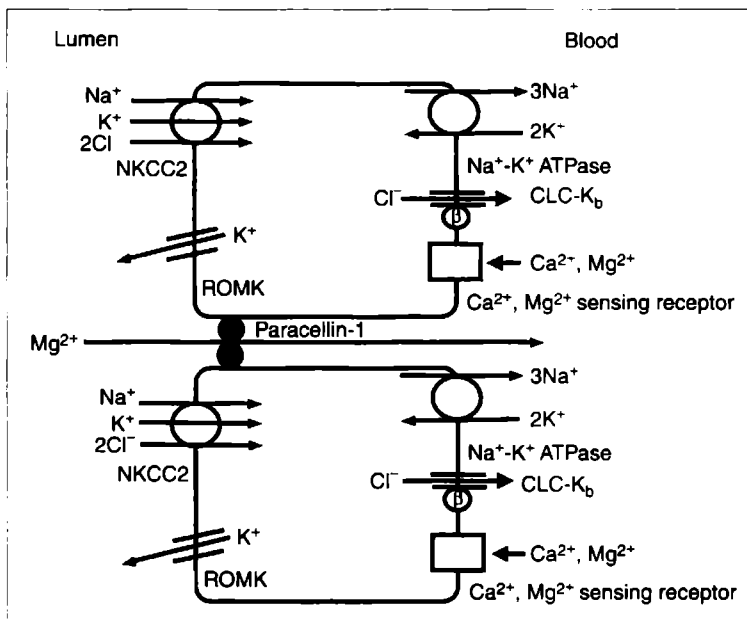 Lumen Blood
Na⁺ 3Na⁺
K⁺
2Cl 2K⁺
NKCC2 Na⁺-K⁺ ATPase
Cl⁻ CLC-K_b
β
K⁺
Ca²⁺, Mg²⁺
ROMK Ca²⁺, Mg²⁺ sensing receptor
Paracellin-1
Mg²⁺
Na⁺ 3Na⁺
K⁺ 2K⁺
2Cl⁻
NKCC2 Na⁺-K⁺ ATPase
Cl⁻ CLC-K_b
β
K⁺
Ca²⁺, Mg²⁺
ROMK
Ca²⁺, Mg²⁺ sensing receptor